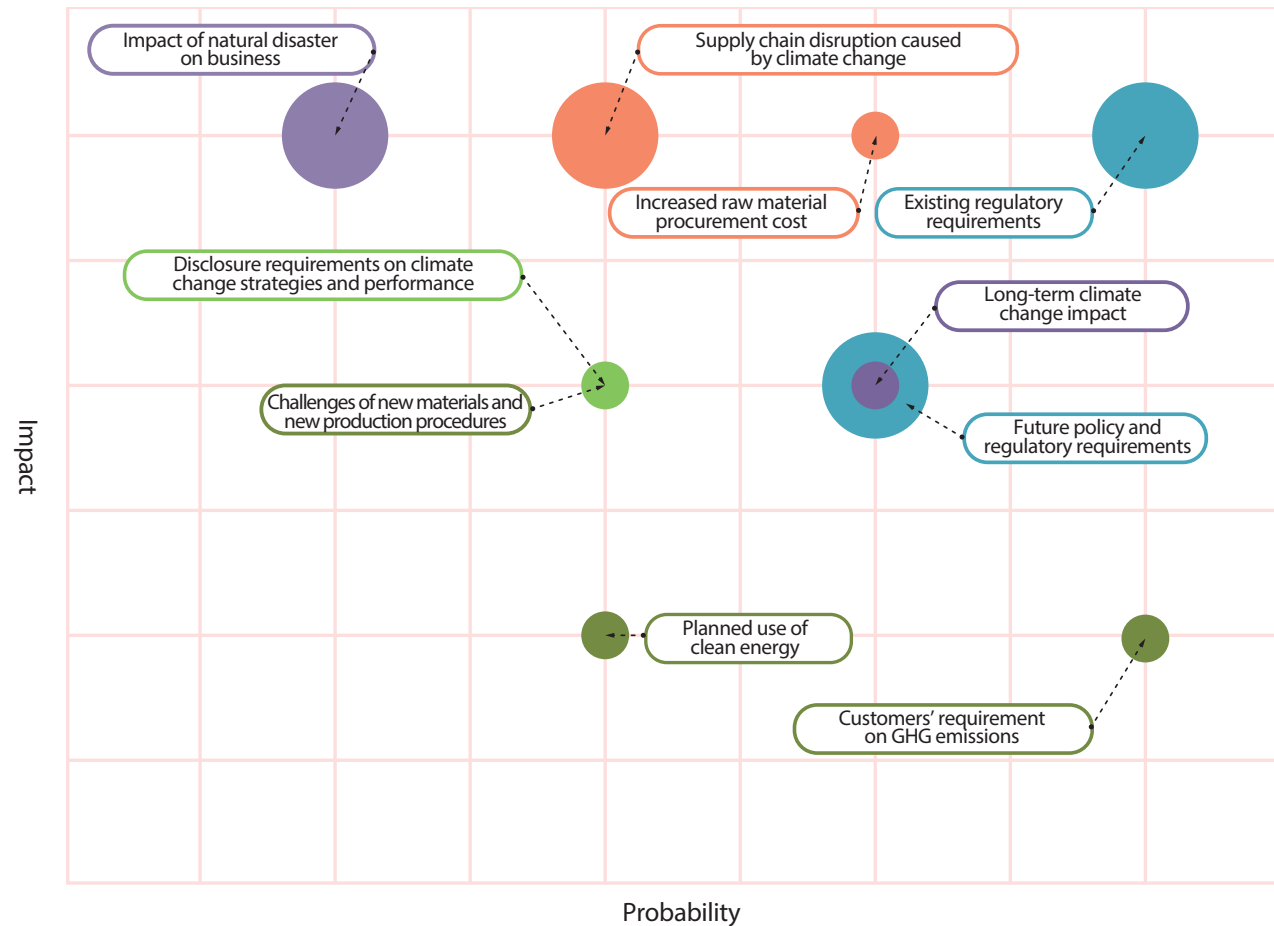 Impact of natural disaster
on business
Supply chain disruption caused
by climate change
Increased raw material
procurement cost
Existing regulatory
requirements
Disclosure requirements on climate
change strategies and performance
Long-term climate
change impact
Challenges of new materials and
new production procedures
Future policy and
regulatory requirements
Impact
Planned use of
clean energy
Customers’ requirement
on GHG emissions
Probability